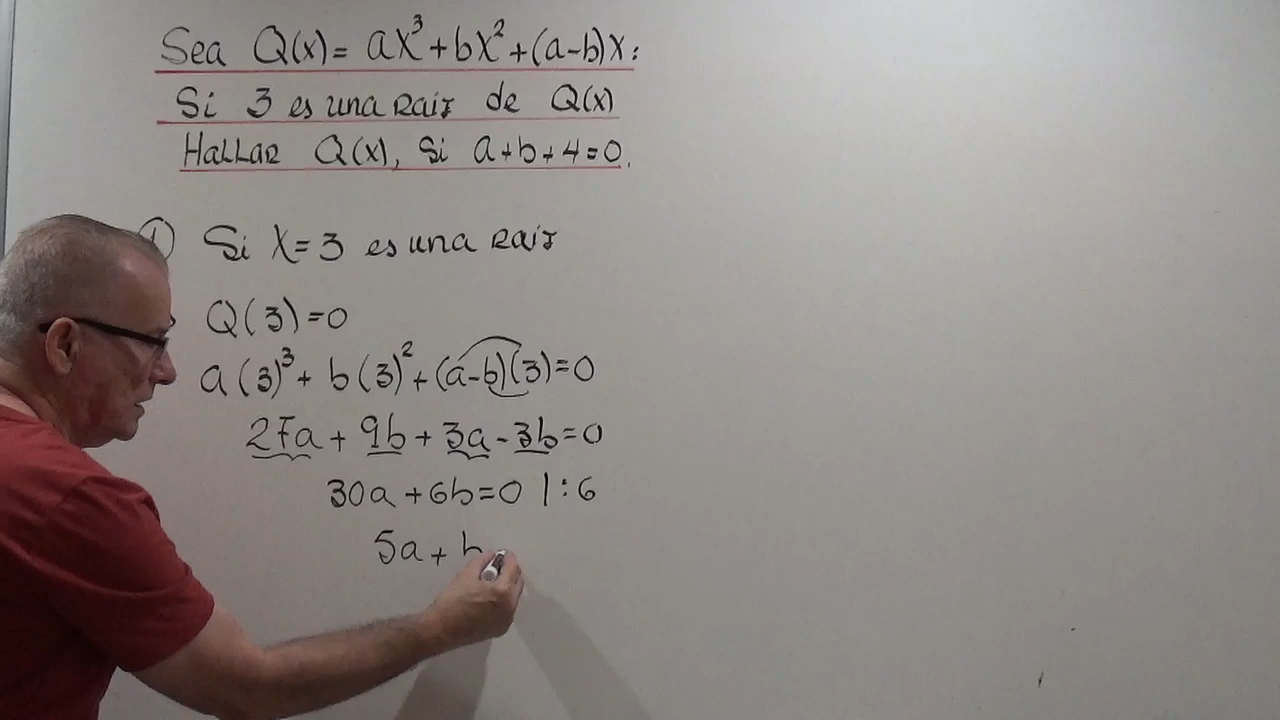 Sea Q(x)= ax³+bx²+(a-b)x:
Si 3 es una Raiz de Q(x)
HALLAR Q(x), Si a+b+4=0.
① Si X=3 es una Raiz
Q(3)=0
a(3)³+ b(3)²+(a-b)(3)=0
27a + 9b + 3a - 3b=0
30a +6b=0 |:6
5a + b